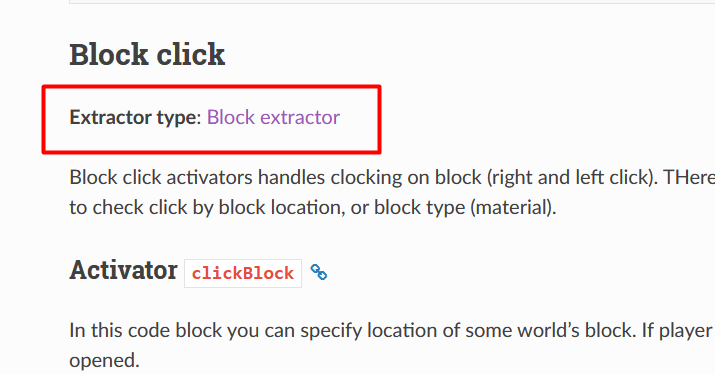 Block click
Extractor type: Block extractor
Block click activators handles clocking on block (right and left click). THere
to check click by block location, or block type (material).
Activator clickBlock
In this code block you can specify location of some world's block. If player
opened.